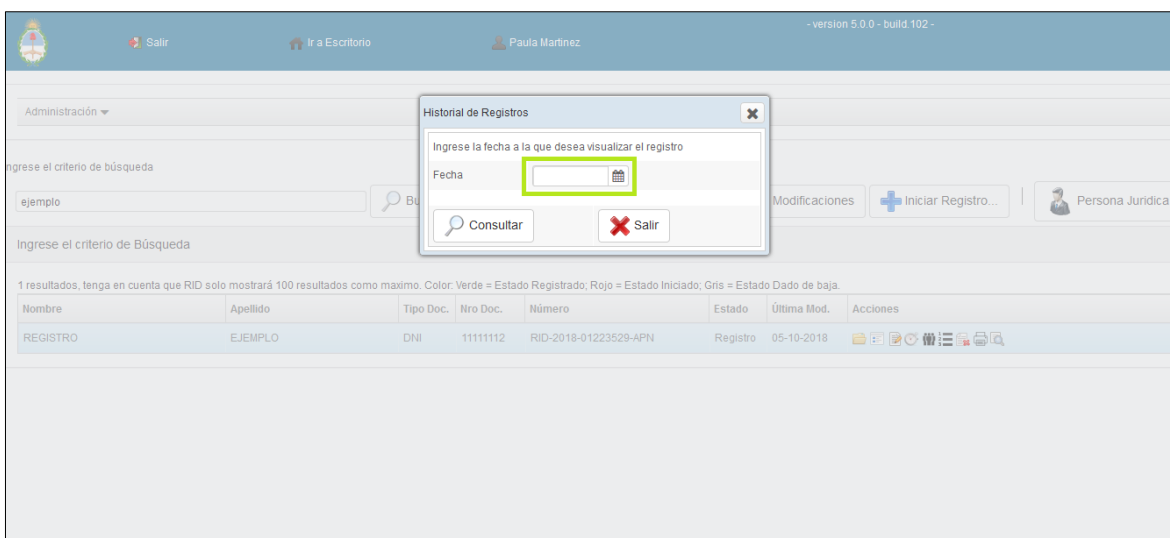 - version 5.0.0 - build.102 -
Salir
Ir a Escritorio
Paula Martinez
Administración
Historial de Registros
Ingrese la fecha a la que desea visualizar el registro
Fecha
Consultar
Salir
ngrese el criterio de búsqueda
ejemplo
Bu
Modificaciones
Iniciar Registro...
Persona Juridica
Ingrese el criterio de Búsqueda
1 resultados, tenga en cuenta que RID solo mostrará 100 resultados como maximo. Color: Verde = Estado Registrado; Rojo = Estado Iniciado; Gris = Estado Dado de baja.
Nombre Apellido Tipo Doc. Nro Doc. Número Estado Última Mod. Acciones
REGISTRO EJEMPLO DNI 11111112 RID-2018-01223529-APN Registro 05-10-2018